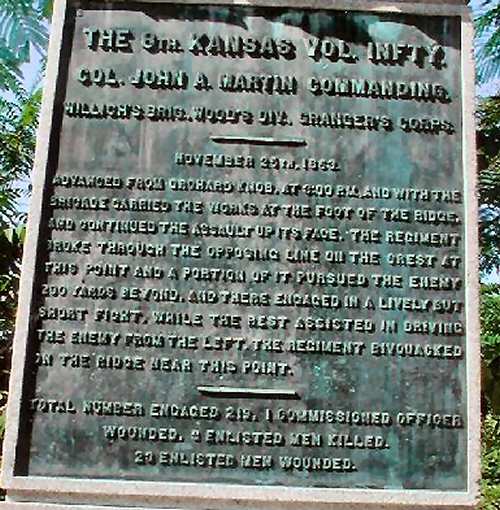 THE 8TH. KANSAS VOL. INFTY.
COL. JOHN A. MARTIN COMMANDING.
WILLICH'S BRIG. WOOD'S DIV. GRANGER'S CORPS.
NOVEMBER 25TH, 1863.
ADVANCED FROM ORCHARD KNOB, AT 4:00 P.M. AND WITH THE
BRIGADE CARRIED THE WORKS AT THE FOOT OF THE RIDGE,
AND CONTINUED THE ASSAULT UP ITS FACE. THE REGIMENT
BROKE THROUGH THE OPPOSING LINE ON THE CREST AT
THIS POINT AND A PORTION OF IT PURSUED THE ENEMY
200 YARDS BEYOND, AND THERE ENGAGED IN A LIVELY BUT
SHORT FIGHT, WHILE THE REST ASSISTED IN DRIVING
THE ENEMY FROM THE LEFT. THE REGIMENT BIVOUACKED
ON THE RIDGE NEAR THIS POINT.
TOTAL NUMBER ENGAGED 219. 1 COMMISSIONED OFFICER
WOUNDED. ENLISTED MEN KILLED.
ENLISTED MEN WOUNDED.